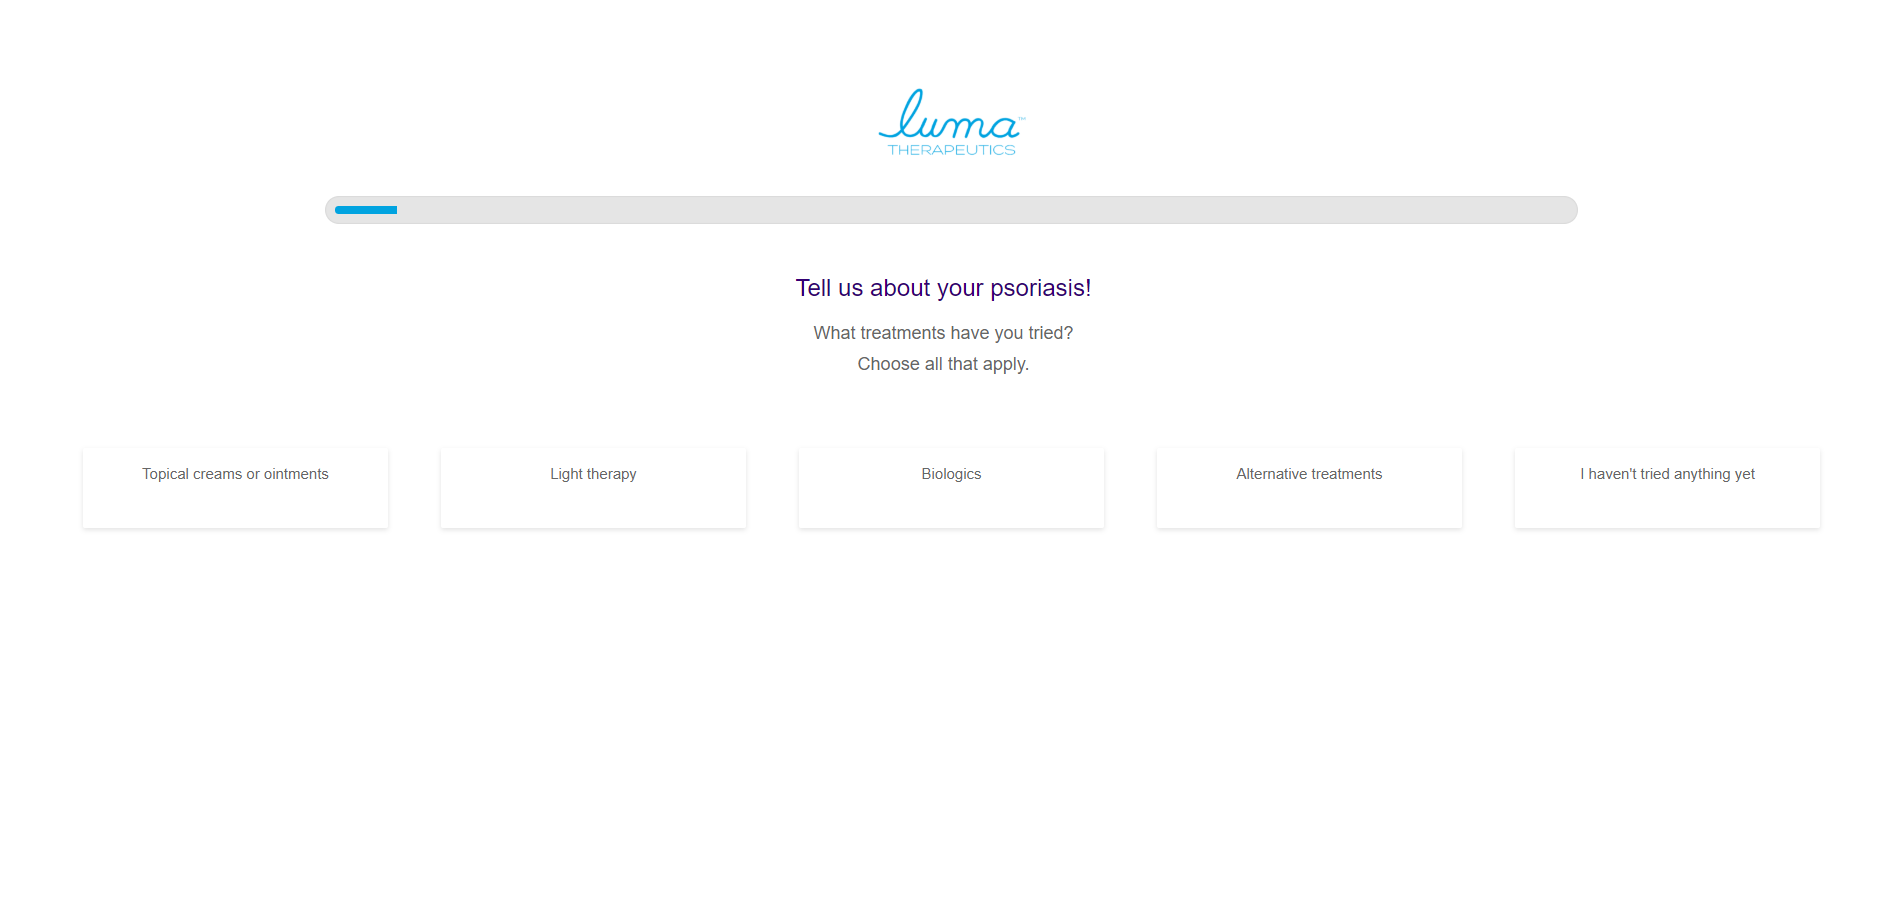 luma™
THERAPEUTICS
Tell us about your psoriasis!
What treatments have you tried?
Choose all that apply.
Topical creams or ointments
Light therapy
Biologics
Alternative treatments
I haven't tried anything yet